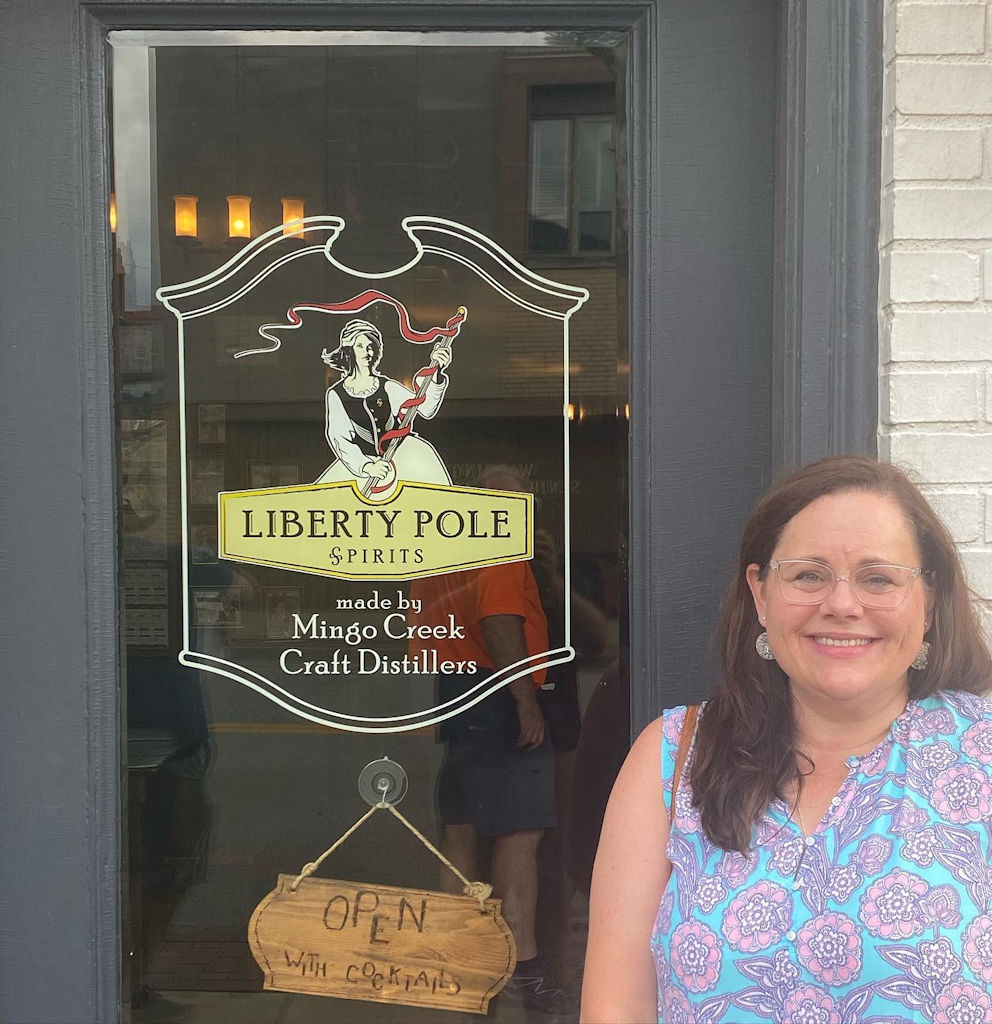 LIBERTY POLE
SPIRITS
made by
Mingo Creek
Craft Distillers
OPEN
WITH COCKTAILS